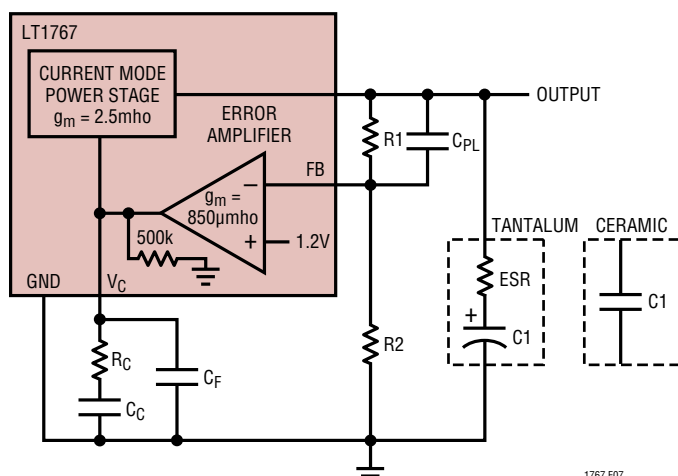 LT1767
CURRENT MODE
POWER STAGE
gm = 2.5mho
ERROR
AMPLIFIER
OUTPUT
R1
CPL
FB
gm =
850μmho
–
+
1.2V
500k
TANTALUM
CERAMIC
GND
VC
ESR
+
C1
C1
RC
CF
R2
CC
1767 F07